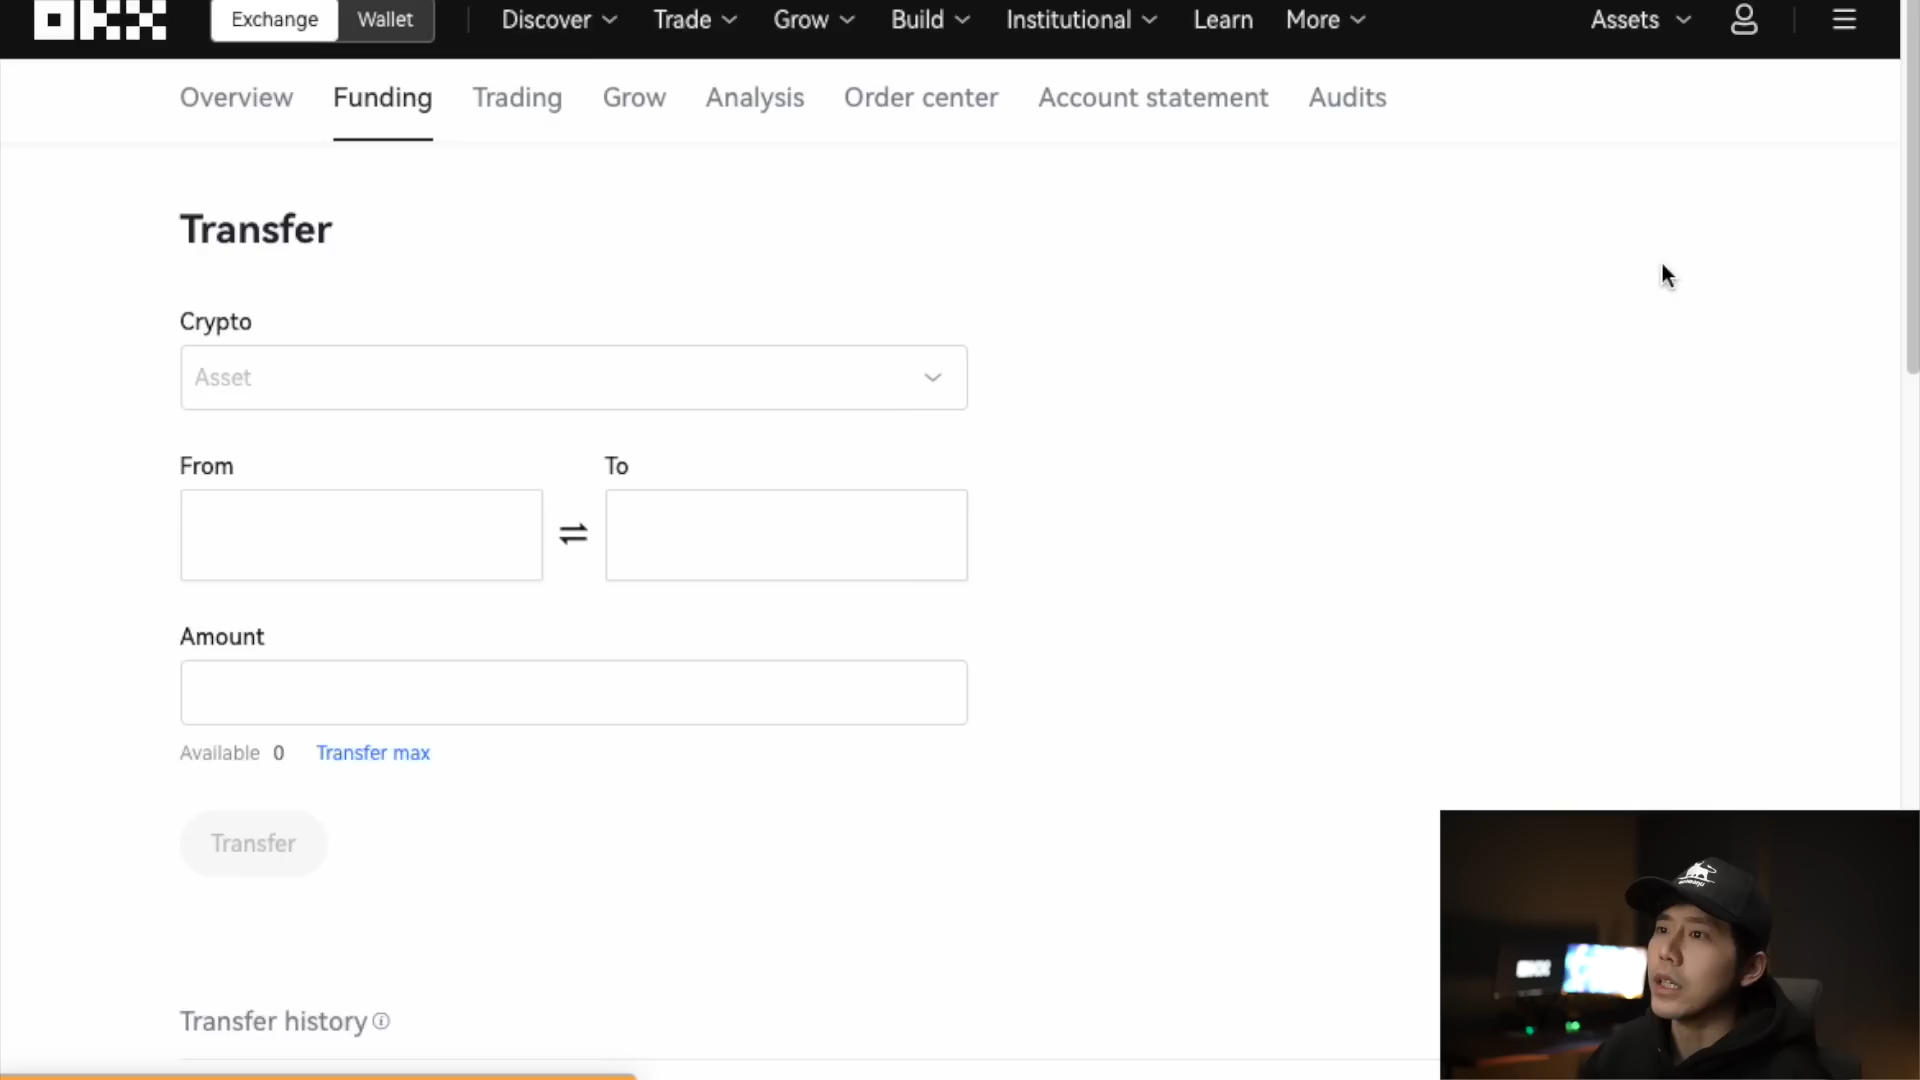 OKX
Exchange Wallet Discover Trade Grow Build Institutional Learn More Assets
Overview Funding Trading Grow Analysis Order center Account statement Audits
Transfer
Crypto
Asset
From To
Amount
Available 0 Transfer max
Transfer
Transfer history